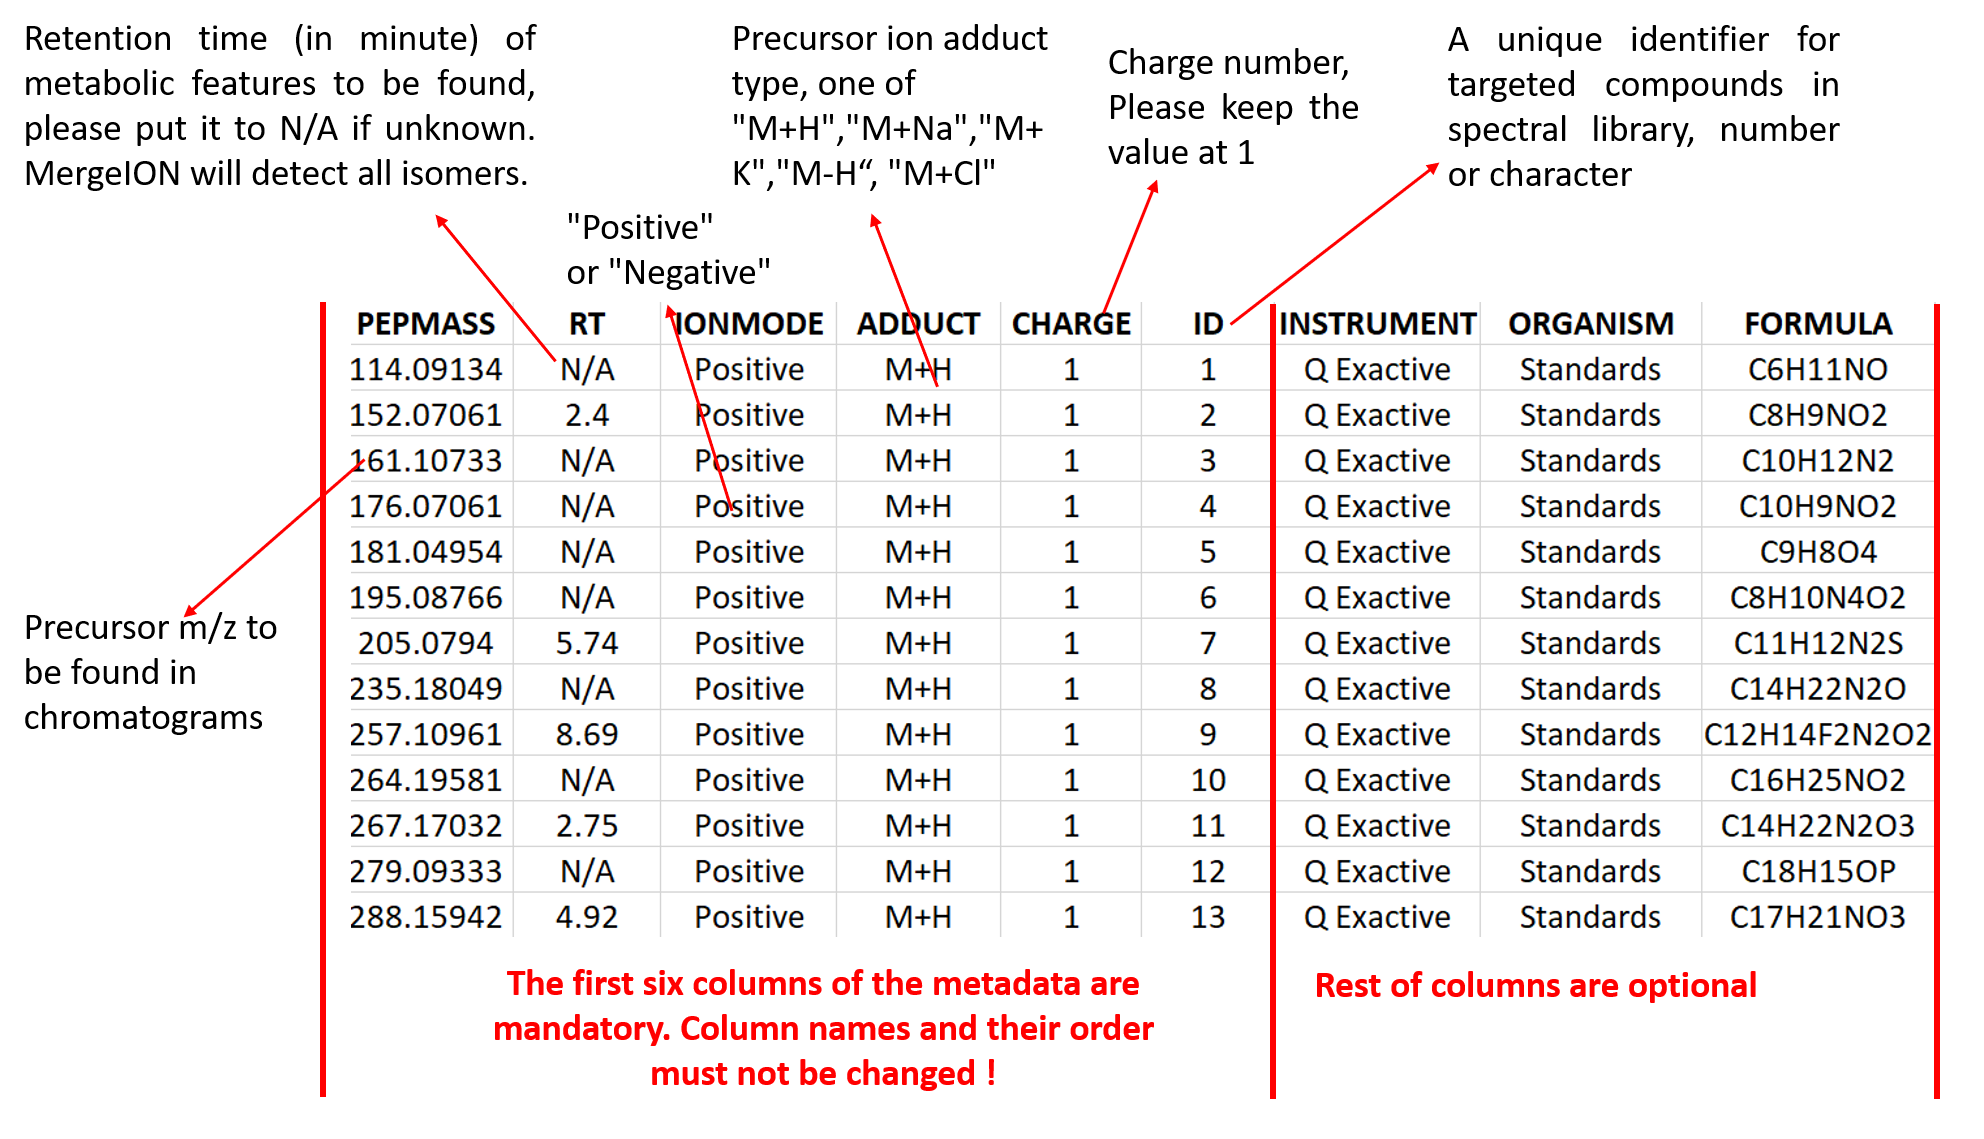 Retention time (in minute) of
metabolic features to be found,
please put it to N/A if unknown.
MergeION will detect all isomers.
Precursor ion adduct
type, one of
"M+H","M+Na","M+
K","M-H“, "M+Cl"
Charge number,
Please keep the
value at 1
A unique identifier for
targeted compounds in
spectral library, number
or character
"Positive"
or "Negative"
PEPMASS RT IONMODE ADDUCT CHARGE ID INSTRUMENT ORGANISM FORMULA
114.09134 N/A Positive M+H 1 1 Q Exactive Standards C6H11NO
152.07061 2.4 Positive M+H 1 2 Q Exactive Standards C8H9NO2
161.10733 N/A Positive M+H 1 3 Q Exactive Standards C10H12N2
176.07061 N/A Positive M+H 1 4 Q Exactive Standards C10H9NO2
181.04954 N/A Positive M+H 1 5 Q Exactive Standards C9H8O4
195.08766 N/A Positive M+H 1 6 Q Exactive Standards C8H10N4O2
205.0794 5.74 Positive M+H 1 7 Q Exactive Standards C11H12N2S
235.18049 N/A Positive M+H 1 8 Q Exactive Standards C14H22N2O
257.10961 8.69 Positive M+H 1 9 Q Exactive Standards C12H14F2N2O2
264.19581 N/A Positive M+H 1 10 Q Exactive Standards C16H25NO2
267.17032 2.75 Positive M+H 1 11 Q Exactive Standards C14H22N2O3
279.09333 N/A Positive M+H 1 12 Q Exactive Standards C18H15OP
288.15942 4.92 Positive M+H 1 13 Q Exactive Standards C17H21NO3
Precursor m/z to
be found in
chromatograms
The first six columns of the metadata are
mandatory. Column names and their order
must not be changed !
Rest of columns are optional